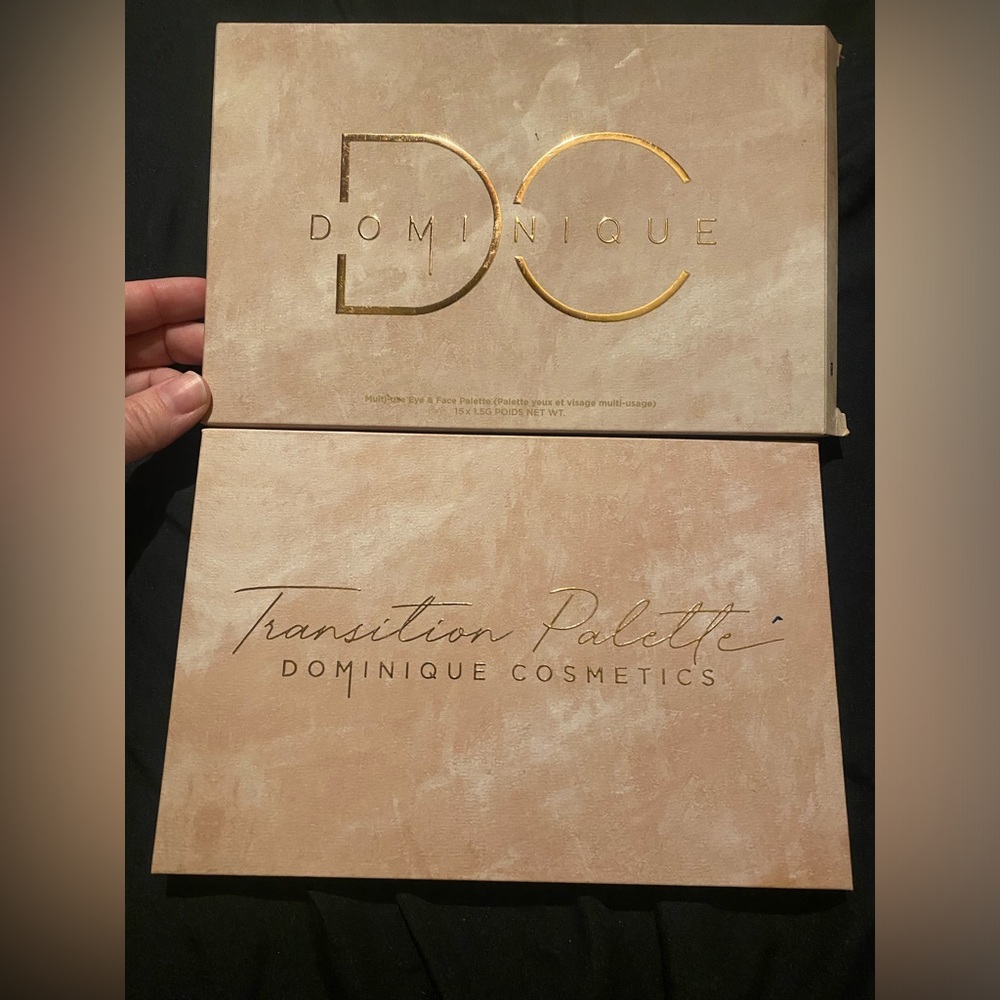 DC
DOMINIQUE
Multi-use Eye & Face Palette (Palette yeux et visage multi-usage)
15 x 1.5G POIDS NET WT.
Transition Palette
DOMINIQUE COSMETICS